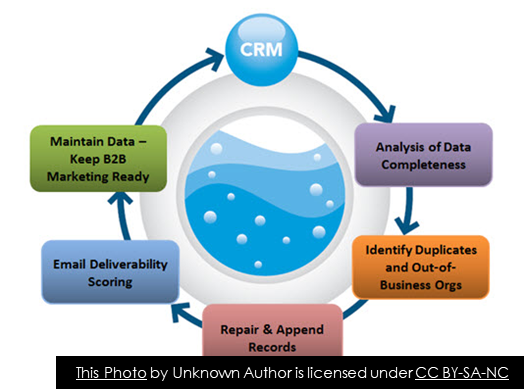 CRM
Analysis of Data
Completeness
Identify Duplicates
and Out-of-
Business Orgs
Repair & Append
Records
Email Deliverability
Scoring
Maintain Data –
Keep B2B
Marketing Ready
This Photo by Unknown Author is licensed under CC BY-SA-NC